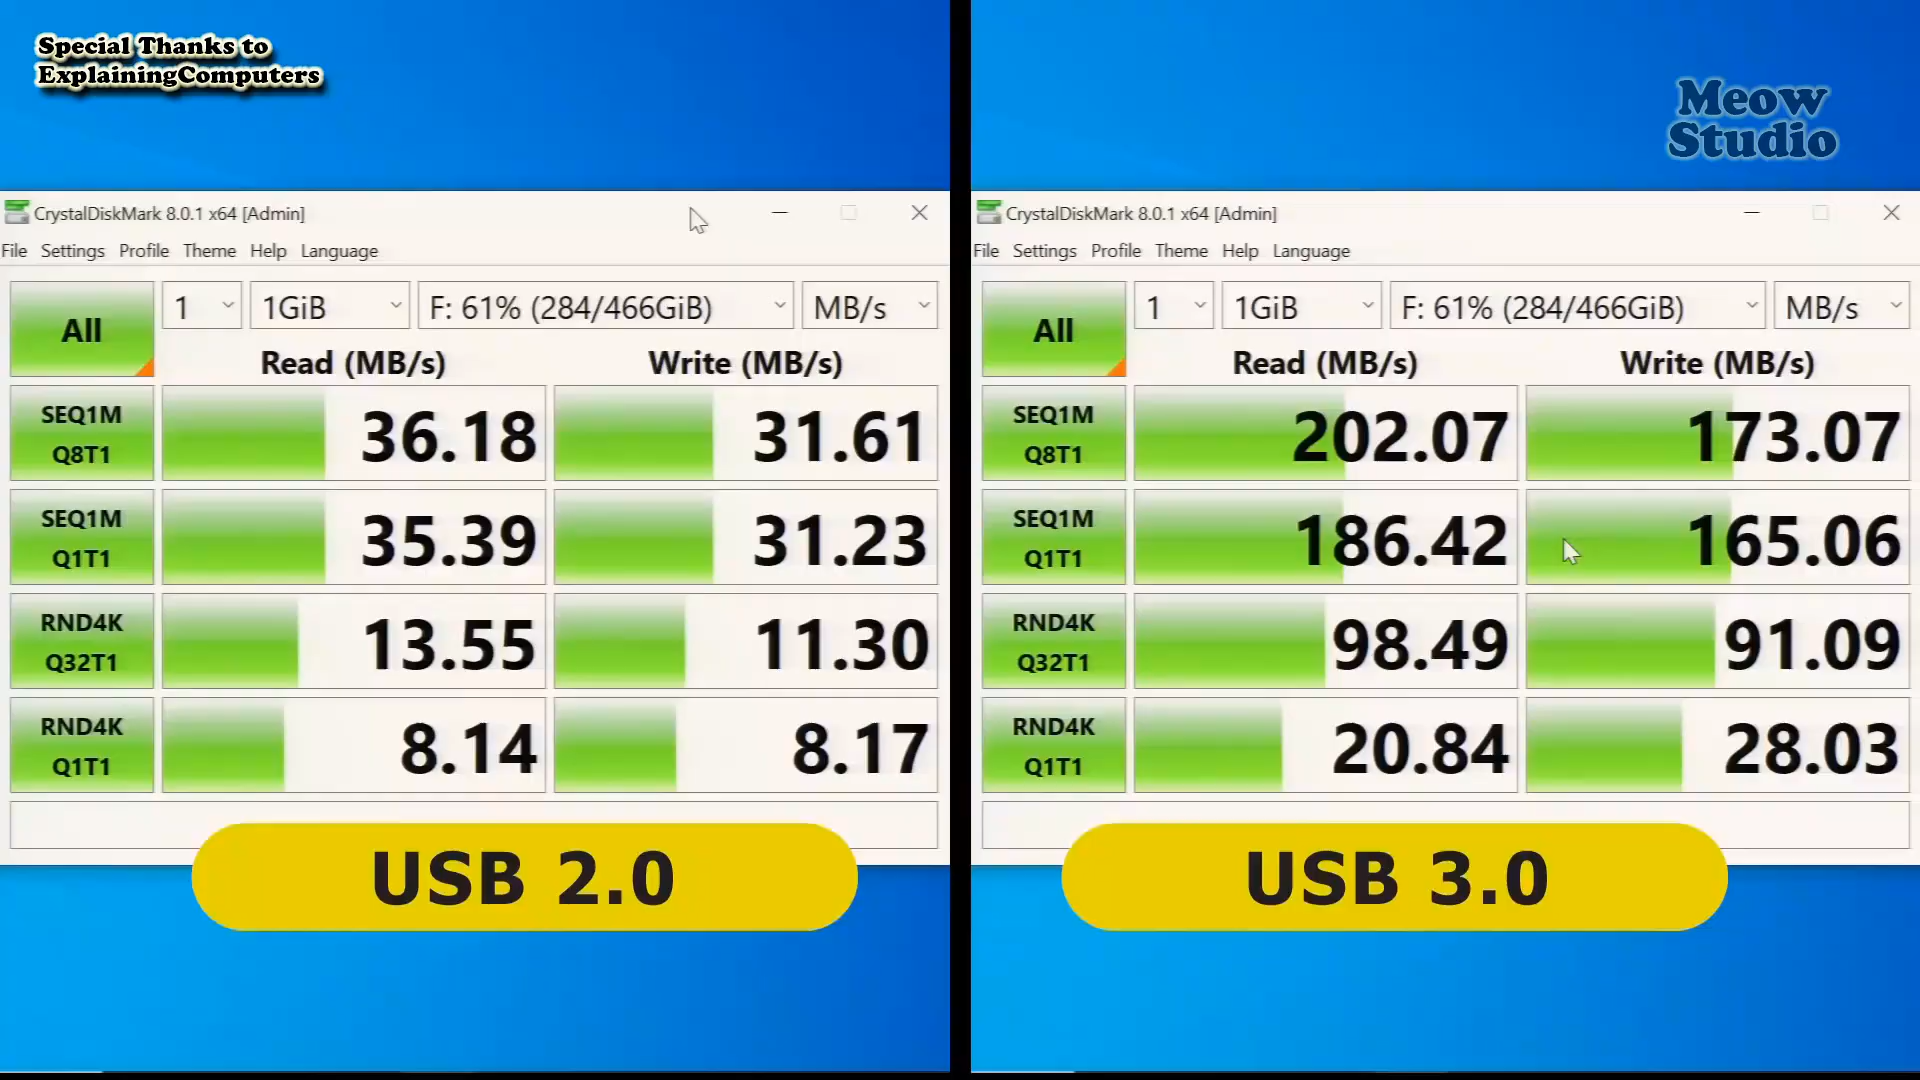 Special Thanks to
ExplainingComputers
Meow
Studio
CrystalDiskMark 8.0.1 x64 [Admin]
File Settings Profile Theme Help Language
All
1
1GiB
F: 61% (284/466GiB)
MB/s
Read (MB/s) Write (MB/s)
SEQ1M
Q8T1
36.18 31.61
SEQ1M
Q1T1
35.39 31.23
RND4K
Q32T1
13.55 11.30
RND4K
Q1T1
8.14 8.17
USB 2.0
CrystalDiskMark 8.0.1 x64 [Admin]
File Settings Profile Theme Help Language
All
1
1GiB
F: 61% (284/466GiB)
MB/s
Read (MB/s) Write (MB/s)
SEQ1M
Q8T1
202.07 173.07
SEQ1M
Q1T1
186.42 165.06
RND4K
Q32T1
98.49 91.09
RND4K
Q1T1
20.84 28.03
USB 3.0